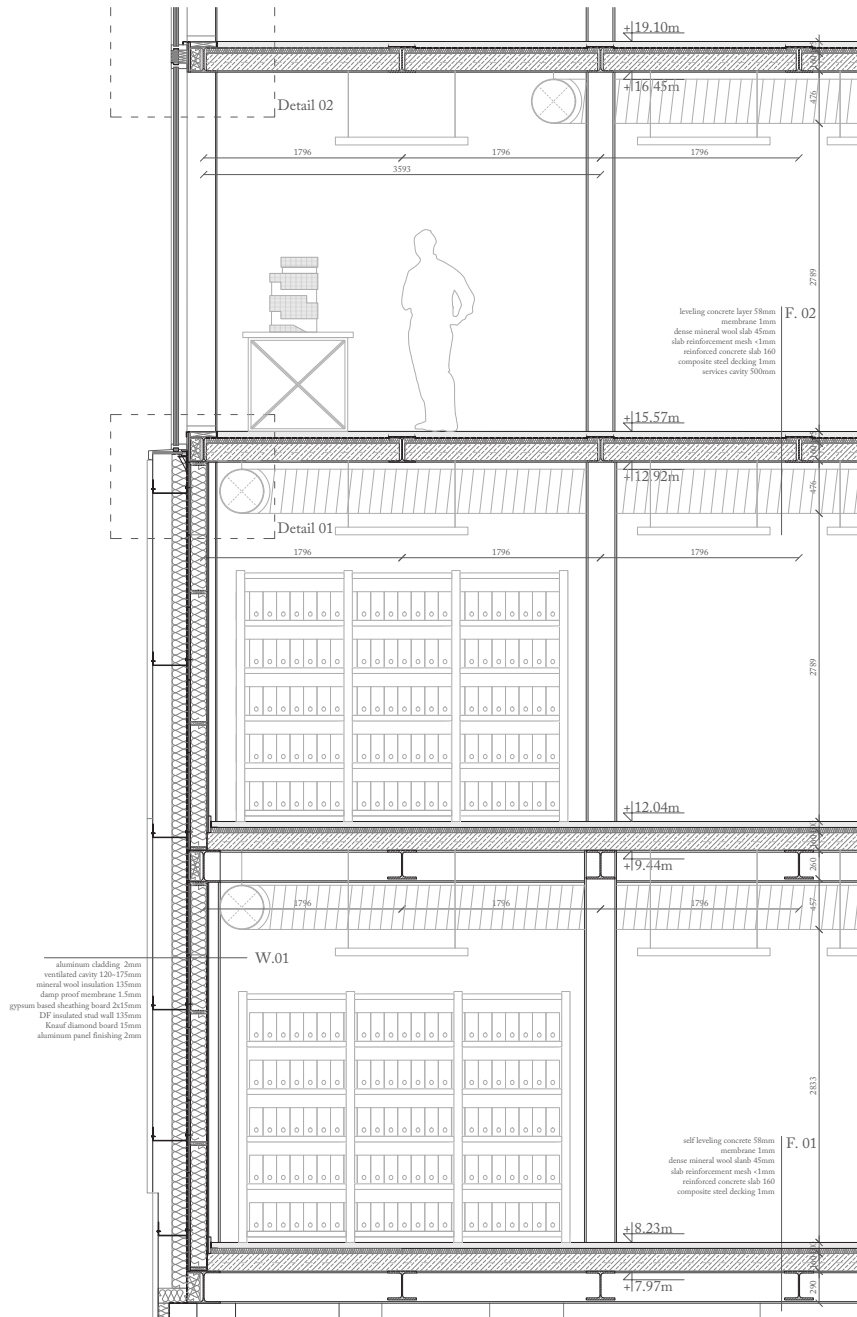 +19.10m
160
+16.45m
476
Detail 02
1796
1796
1796
3593
2789
leveling concrete layer 58mm
membrane 1mm
dense mineral wool slab 45mm
slab reinforcement mesh <1mm
reinforced concrete slab 160
composite steel decking 1mm
services cavity 500mm
F. 02
+15.57m
160
+12.92m
476
Detail 01
1796
1796
1796
2789
+12.04m
160
+9.44m
260
457
1796
1796
1796
W.01
aluminum cladding 2mm
ventilated cavity 120-175mm
mineral wool insulation 135mm
damp proof membrane 1.5mm
gypsum based sheathing board 2x15mm
DF insulated stud wall 135mm
Knauf diamond board 15mm
aluminum panel finishing 2mm
2833
self leveling concrete 58mm
membrane 1mm
dense mineral wool slanb 45mm
slab reinforcement mesh <1mm
reinforced concrete slab 160
composite steel decking 1mm
F. 01
+8.23m
160
+7.97m
290